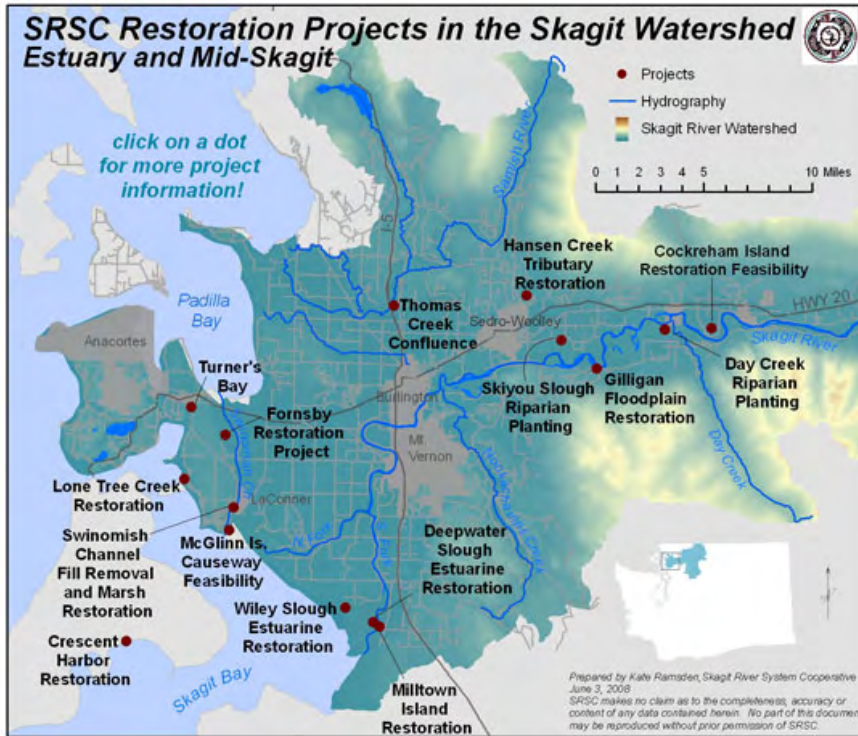 SRSC Restoration Projects in the Skagit Watershed
Estuary and Mid-Skagit
click on a dot
for more project
information!
Projects
Hydrography
Skagit River Watershed
0 1 2 3 4 5 10 Miles
Samish River
I-5
Hansen Creek
Tributary
Restoration
Cockreham Island
Restoration Feasibility
HWY 20
Padilla
Bay
Thomas
Creek
Confluence
Sedro-Woolley
Skagit River
Anacortes
Turner's
Bay
Burlington
Skiyou Slough
Riparian
Planting
Gilligan
Floodplain
Restoration
Day Creek
Riparian
Planting
Fornsby
Restoration
Project
Mt.
Vernon
Nookachamps Creek
Day Creek
Lone Tree Creek
Restoration
LaConner
Swinomish
Channel
Fill Removal
and Marsh
Restoration
McGlinn Is.
Causeway
Feasibility
N. Fork
S. Fork
Deepwater
Slough
Estuarine
Restoration
Wiley Slough
Estuarine
Restoration
Crescent
Harbor
Restoration
Skagit Bay
Milltown
Island
Restoration
Prepared by Kate Ramsden, Skagit River System Cooperative
June 3, 2008
SRSC makes no claim as to the completeness, accuracy or
content of any data contained herein. No part of this document
may be reproduced without prior permission of SRSC.